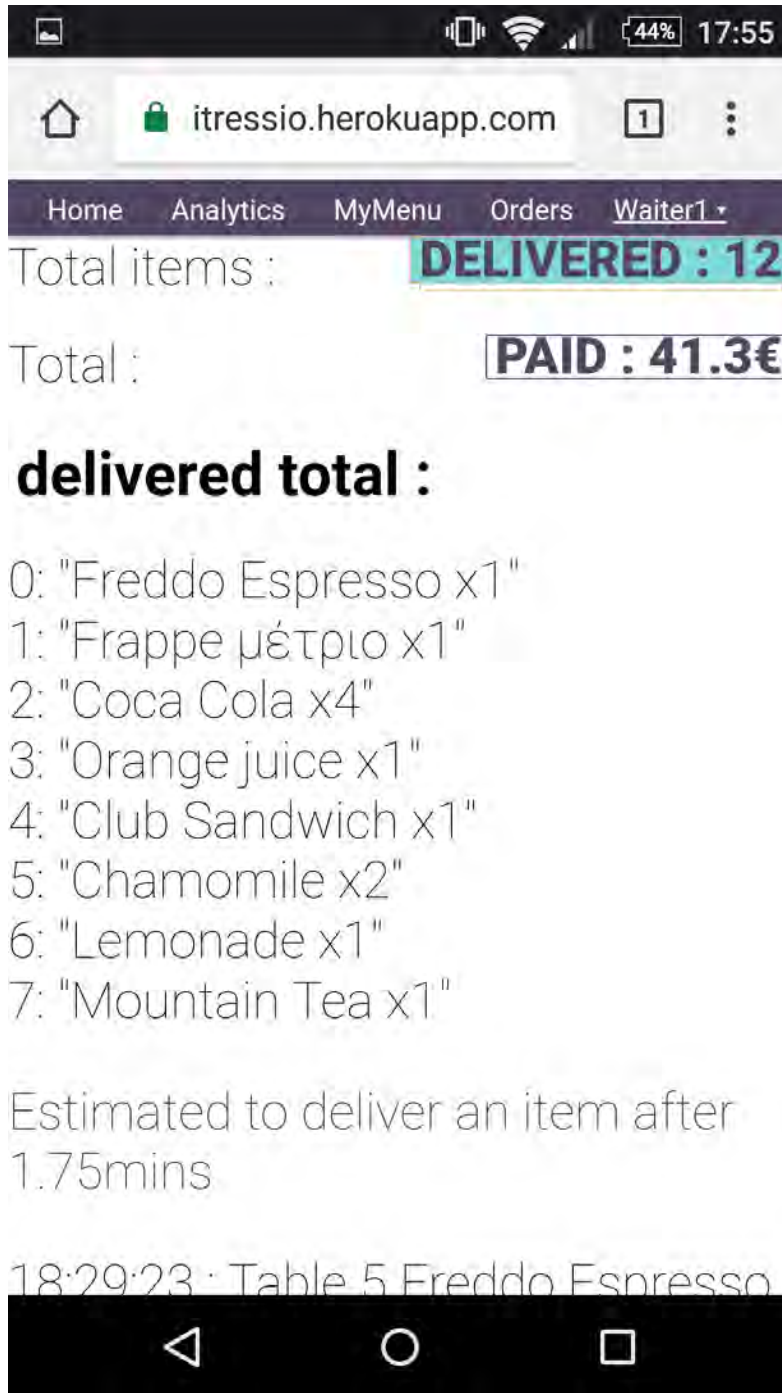 44% 17:55
itressio.herokuapp.com 1
Home Analytics MyMenu Orders Waiter1
Total items : DELIVERED : 12
Total : PAID : 41.3€
delivered total :
0: "Freddo Espresso x1"
1: "Frappe μέτριο x1"
2: "Coca Cola x4"
3: "Orange juice x1"
4: "Club Sandwich x1"
5: "Chamomile x2"
6: "Lemonade x1"
7: "Mountain Tea x1"
Estimated to deliver an item after
1.75mins
18:29:23 : Table 5 Freddo Espresso